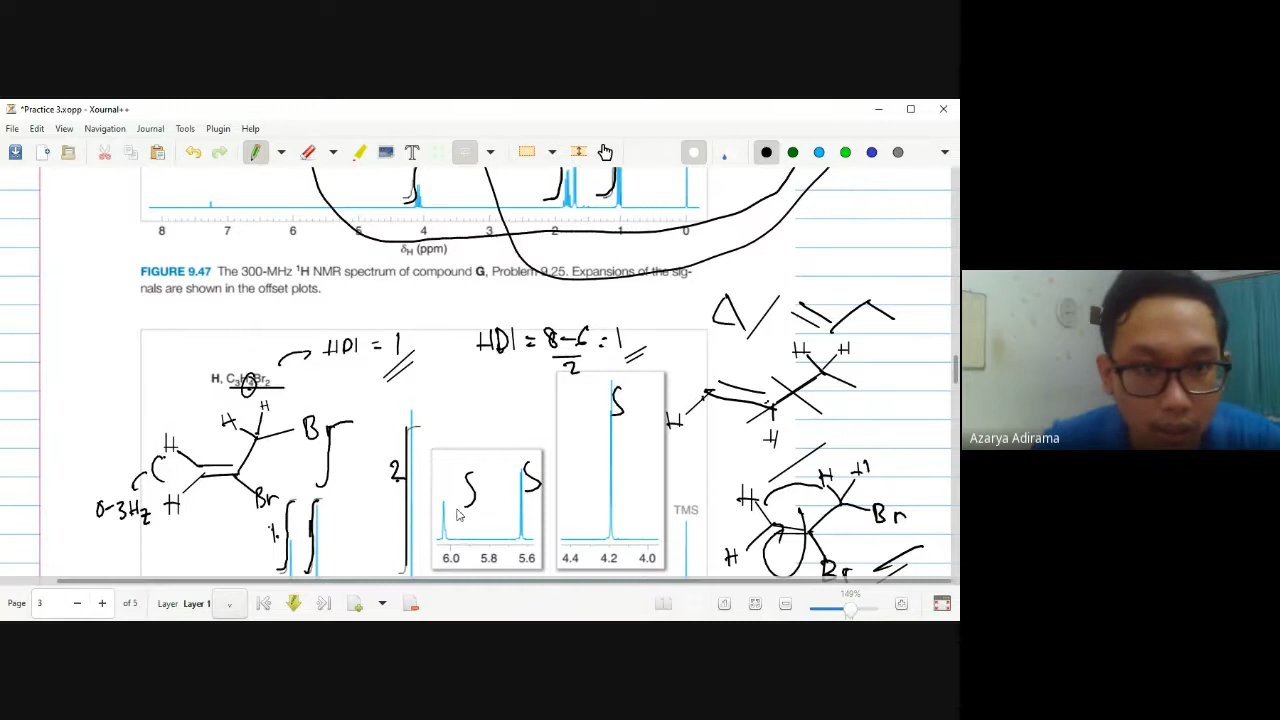 *Practice 3.xopp - Xournal++
File Edit View Navigation Journal Tools Plugin Help
8 7 6 5 4 3 2 1 0
δH (ppm)
FIGURE 9.47 The 300-MHz ¹H NMR spectrum of compound G, Problem 9.25. Expansions of the sig-
nals are shown in the offset plots.
HDI = 1
HDI = 8-6/2 = 1
H, C3H4Br2
H H
H H
H Br
H
H
H Br
0-3Hz
2
S S
S
6.0 5.8 5.6
4.4 4.2 4.0
TMS
H H
H Br
H Br
Azarya Adirama
Page 3 of 5 Layer Layer 1
149%